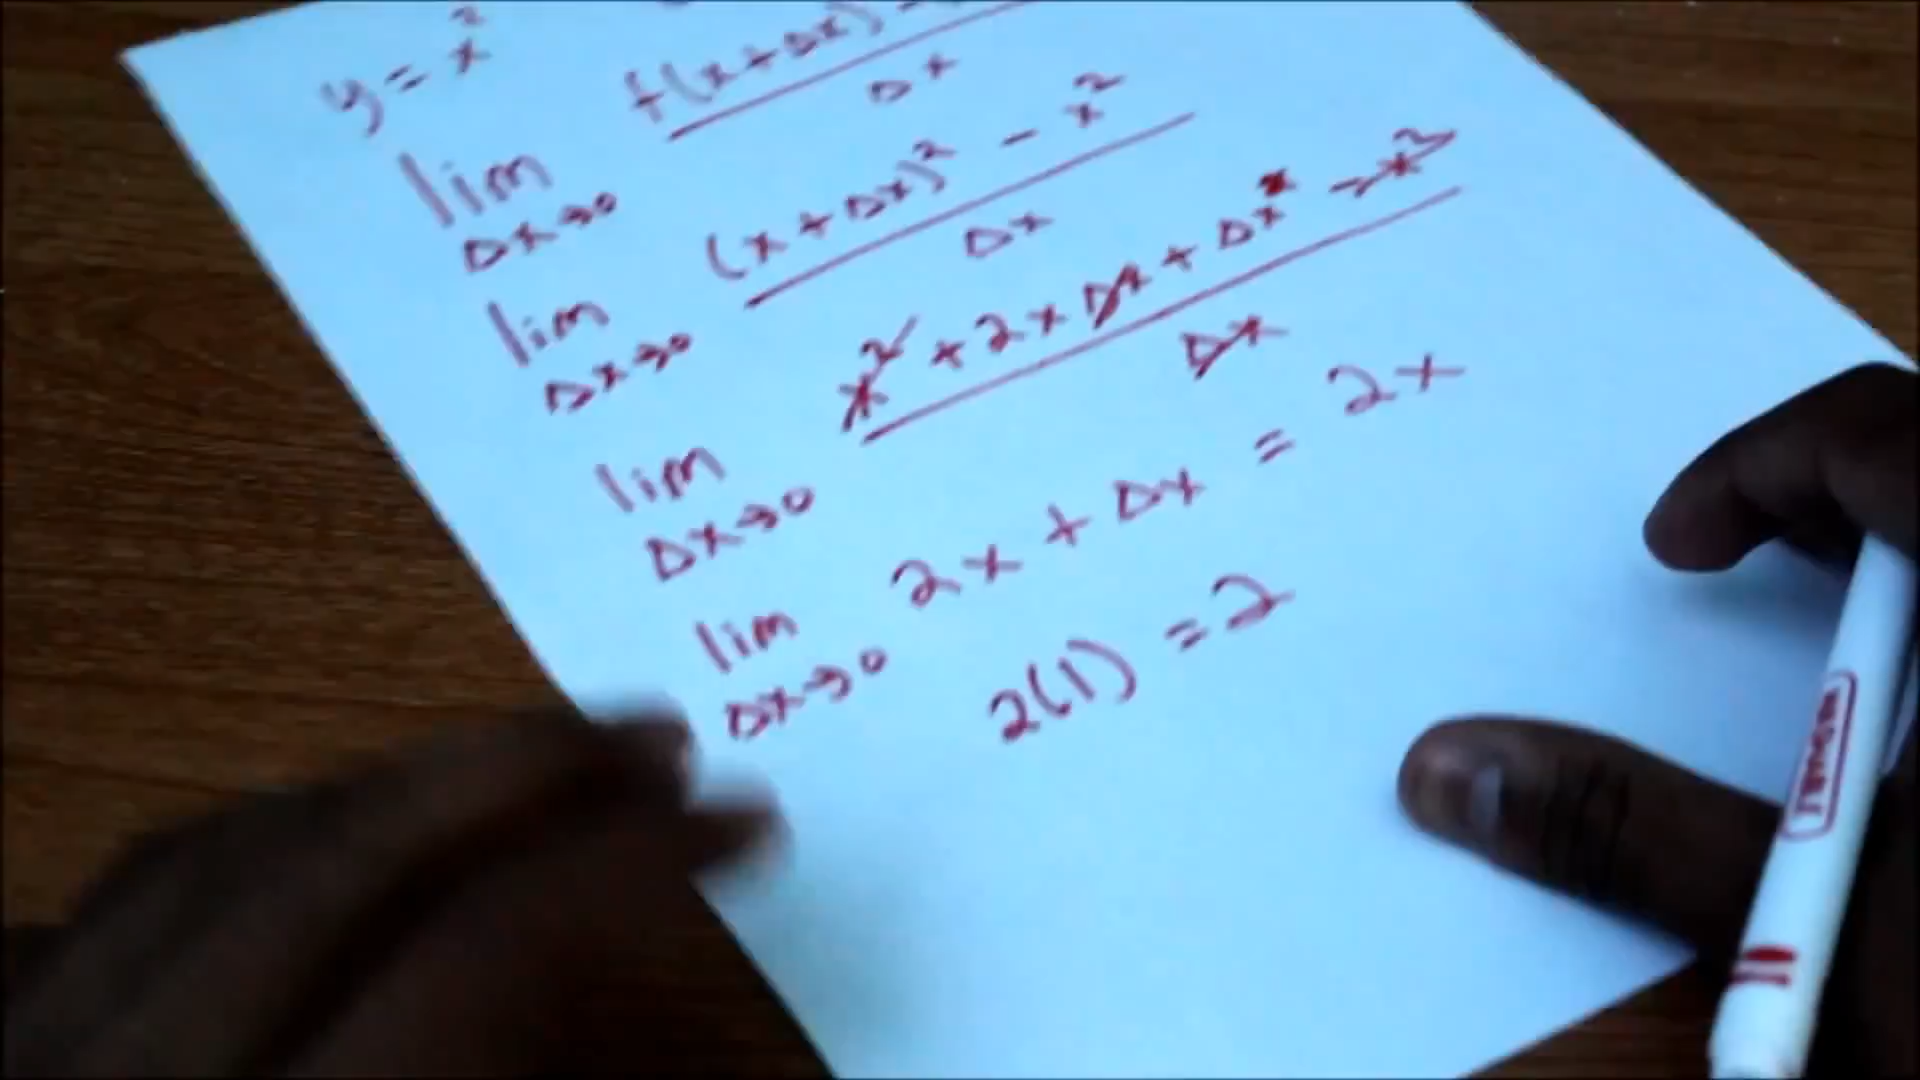 y = x²
lim Δx→0 f(x+Δx) - / Δx
lim Δx→0 (x+Δx)² - x² / Δx
lim Δx→0 x² + 2xΔx + Δx² - x² / Δx
lim Δx→0 2x + Δx = 2x
2(1) = 2
WASHABLE